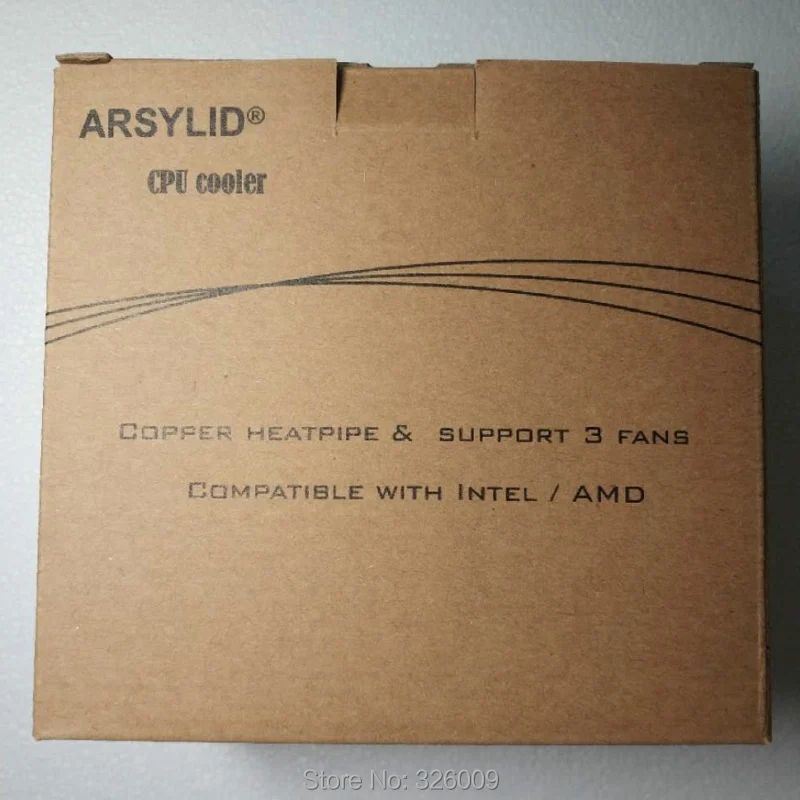 ARSYLID®
CPU cooler
COPPER HEATPIPE & SUPPORT 3 FANS
COMPATIBLE WITH INTEL / AMD
Store No: 326009